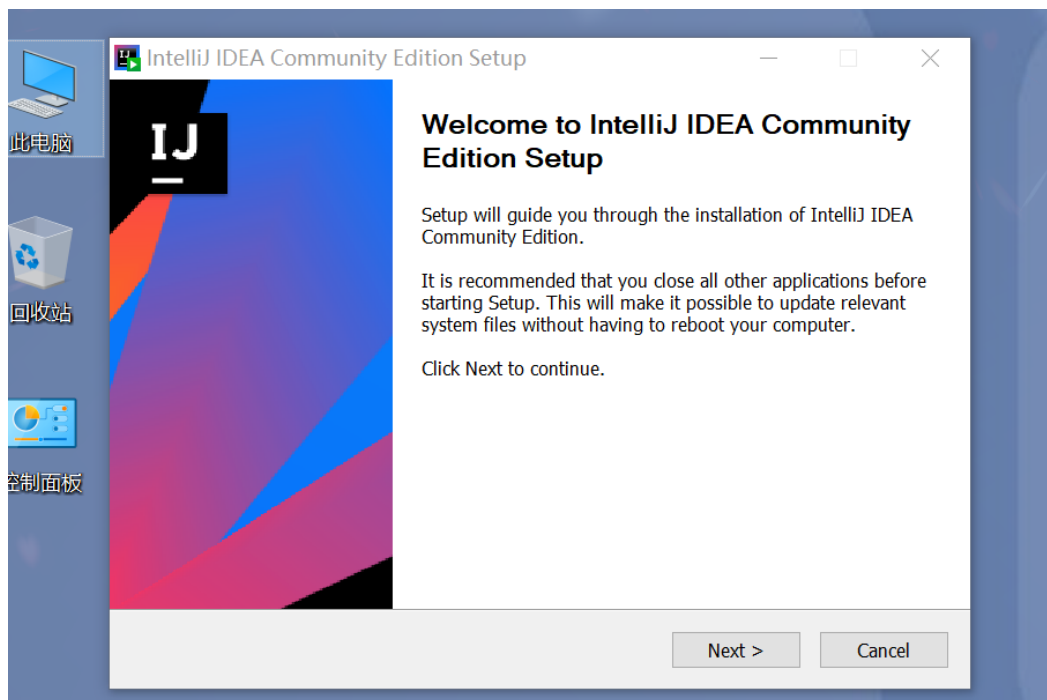 IntelliJ IDEA Community Edition Setup
此电脑
IJ
Welcome to IntelliJ IDEA Community
Edition Setup
Setup will guide you through the installation of IntelliJ IDEA
Community Edition.
It is recommended that you close all other applications before
starting Setup. This will make it possible to update relevant
system files without having to reboot your computer.
Click Next to continue.
回收站
控制面板
Next >
Cancel